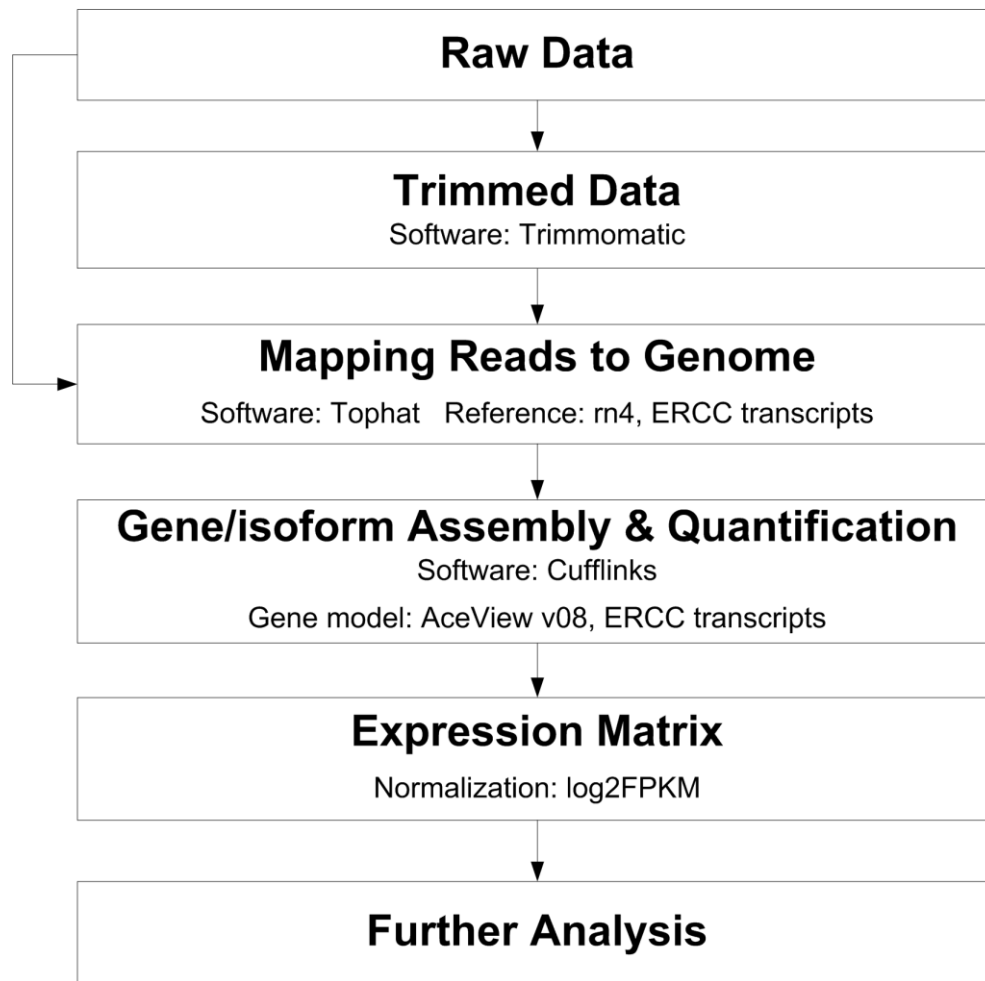 Raw Data
Trimmed Data
Software: Trimmomatic
Mapping Reads to Genome
Software: Tophat   Reference: rn4, ERCC transcripts
Gene/isoform Assembly & Quantification
Software: Cufflinks
Gene model: AceView v08, ERCC transcripts
Expression Matrix
Normalization: log2FPKM
Further Analysis